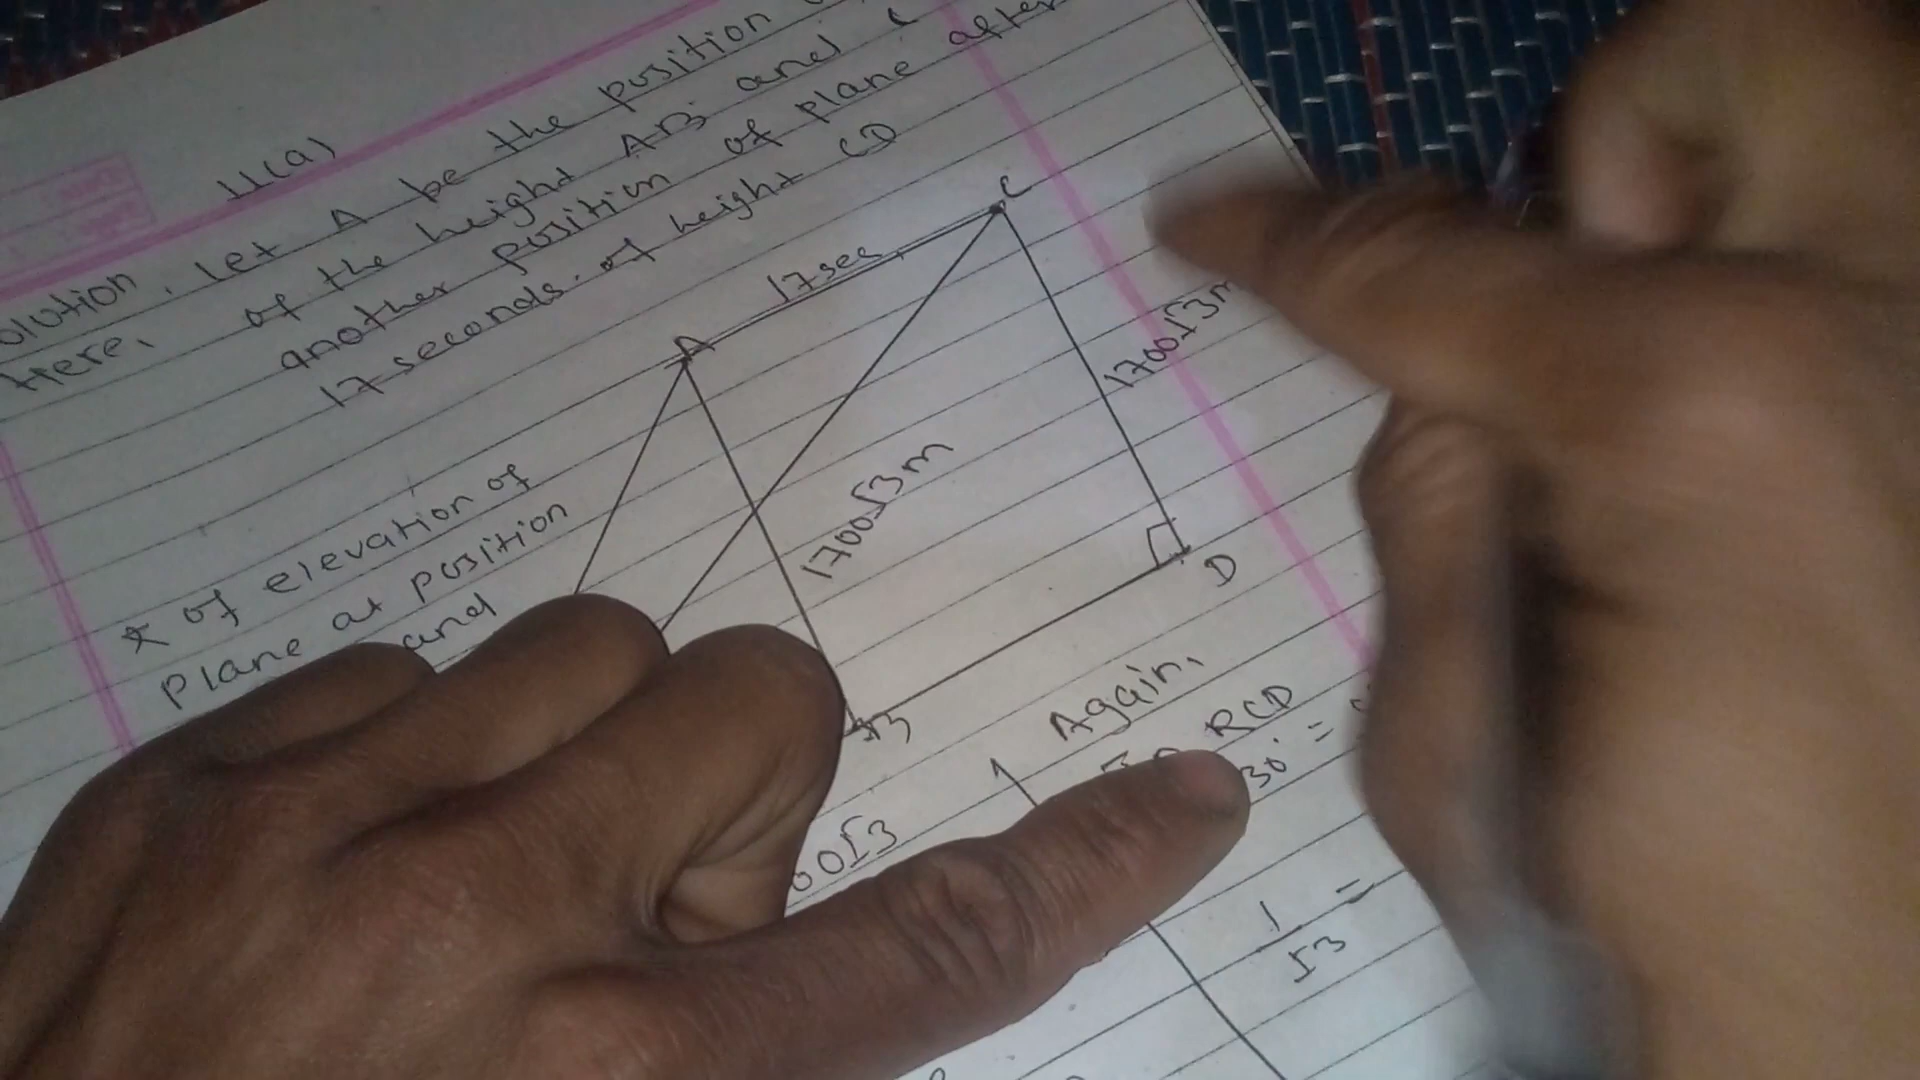 11(a)
olution. Let A be the position
Here, of the height AB and C
another position of plane after
17 seconds. of height CD
A
17 sec
C
1700√3m
1700√3m
D
B
of elevation of
Plane at position
and
Again,
RCD
30° =
00√3
1/√3 =